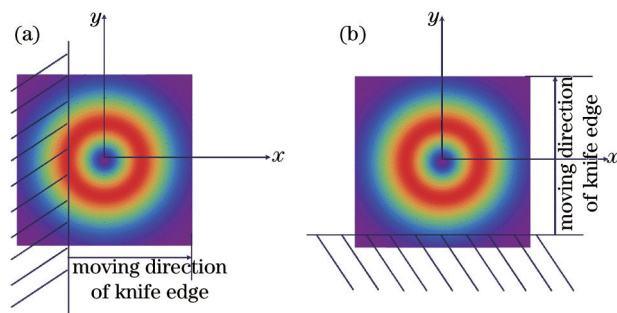 (a)
y
x
moving direction
of knife edge
(b)
y
x
moving direction
of knife edge